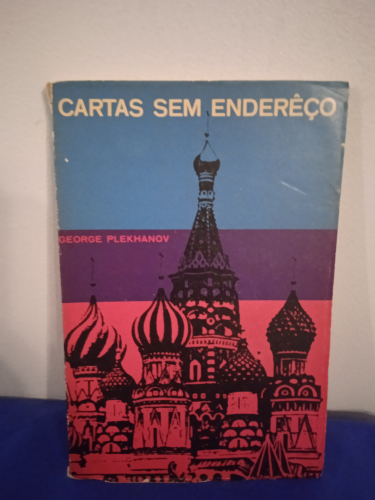 CARTAS SEM ENDERÊÇO
GEORGE PLEKHANOV